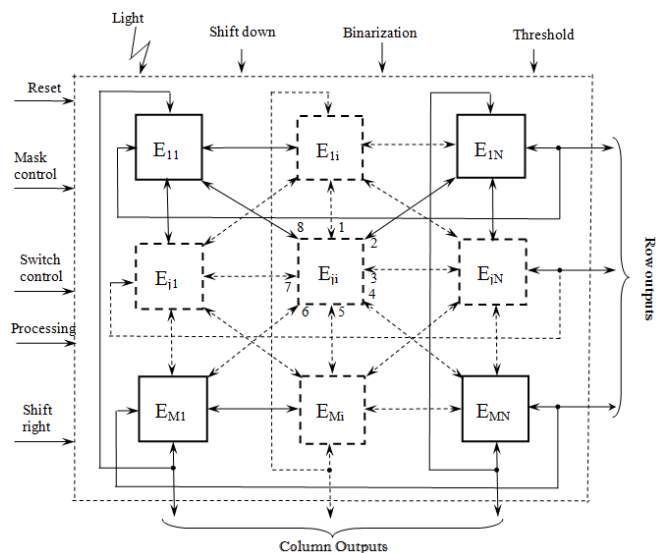 Light
Shift down
Binarization
Threshold
Reset
Mask
control
Switch
control
Processing
Shift
right
E11
E1i
E1N
8
1
2
Ej1
7
Eji
3
4
EjN
6
5
EM1
EMi
EMN
Row outputs
Column Outputs